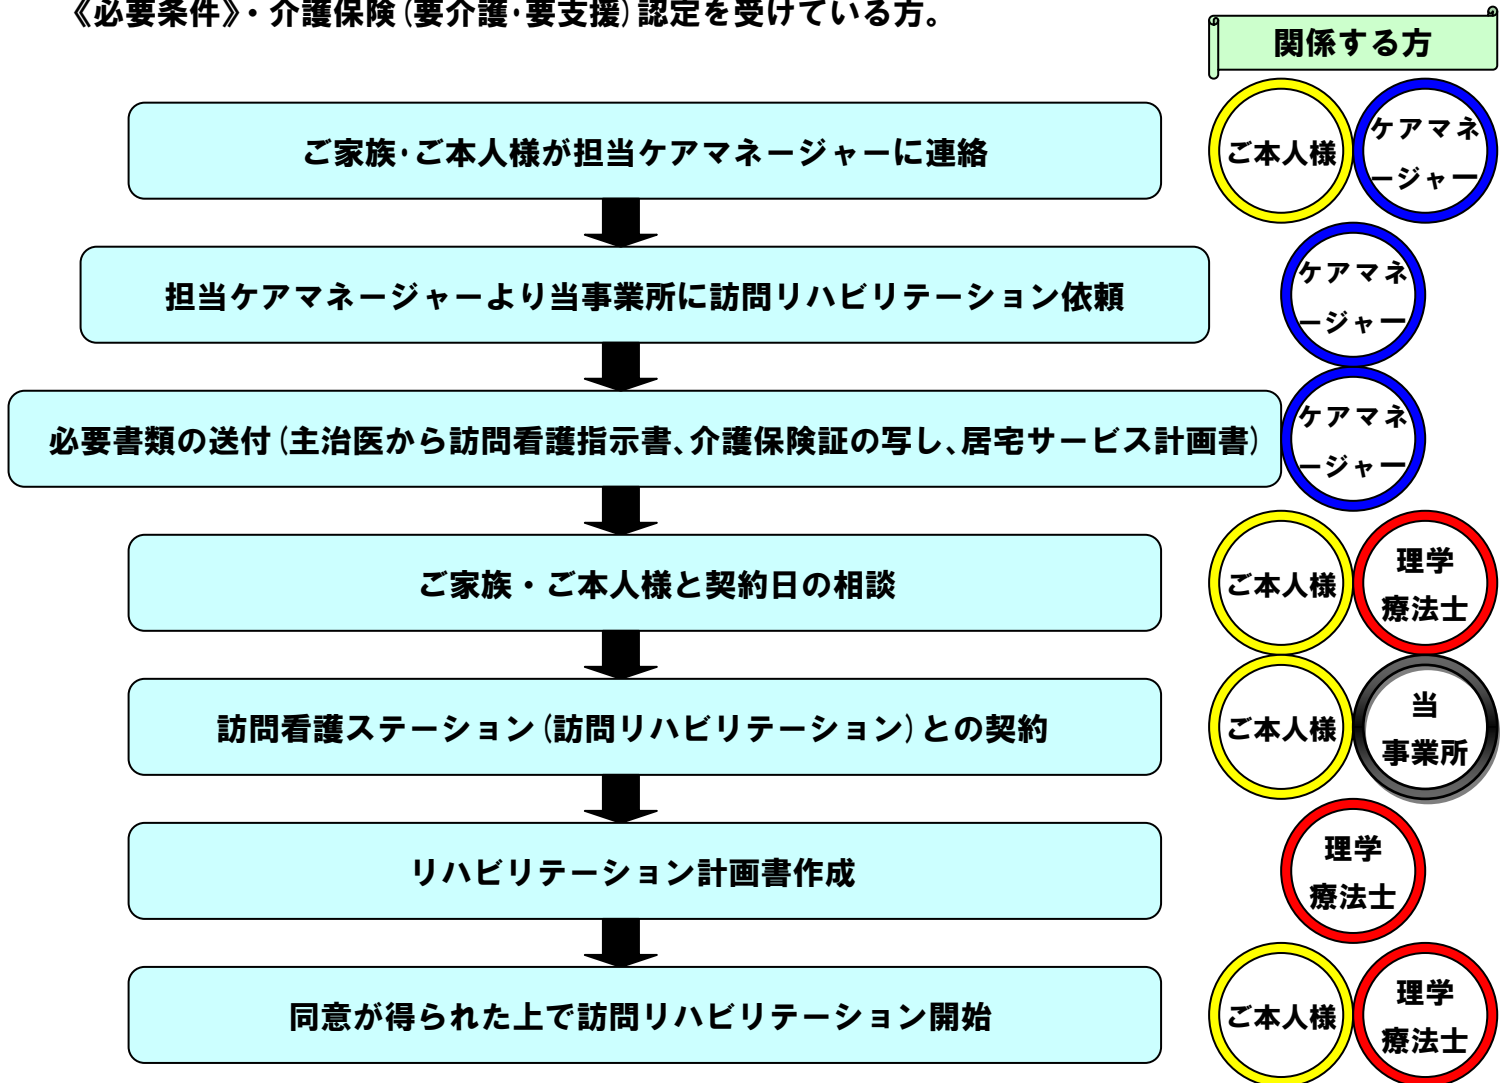 《必要条件》・介護保険(要介護・要支援)認定を受けている方。
関係する方
ご家族・ご本人様が担当ケアマネージャーに連絡
ご本人様
ケアマネ
ージャー
担当ケアマネージャーより当事業所に訪問リハビリテーション依頼
ケアマネ
ージャー
必要書類の送付(主治医から訪問看護指示書、介護保険証の写し、居宅サービス計画書)
ケアマネ
ージャー
ご家族・ご本人様と契約日の相談
ご本人様
理学
療法士
訪問看護ステーション(訪問リハビリテーション)との契約
ご本人様
当
事業所
リハビリテーション計画書作成
理学
療法士
同意が得られた上で訪問リハビリテーション開始
ご本人様
理学
療法士